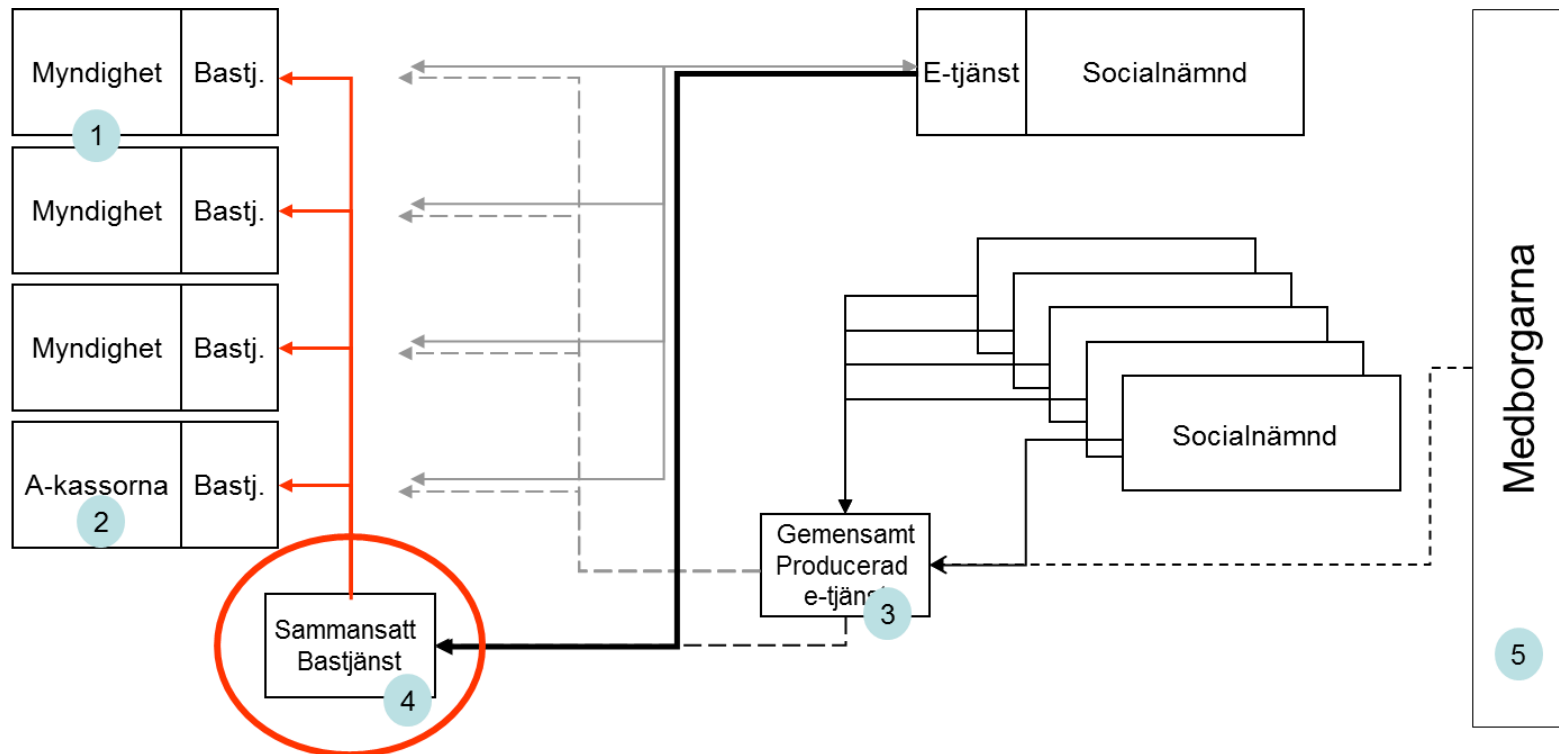 Myndighet
Bastj.
1
Myndighet
Bastj.
Myndighet
Bastj.
A-kassorna
Bastj.
2
E-tjänst
Socialnämnd
Socialnämnd
Gemensamt
Producerad
e-tjänst
3
Sammansatt
Bastjänst
4
Medborgarna
5